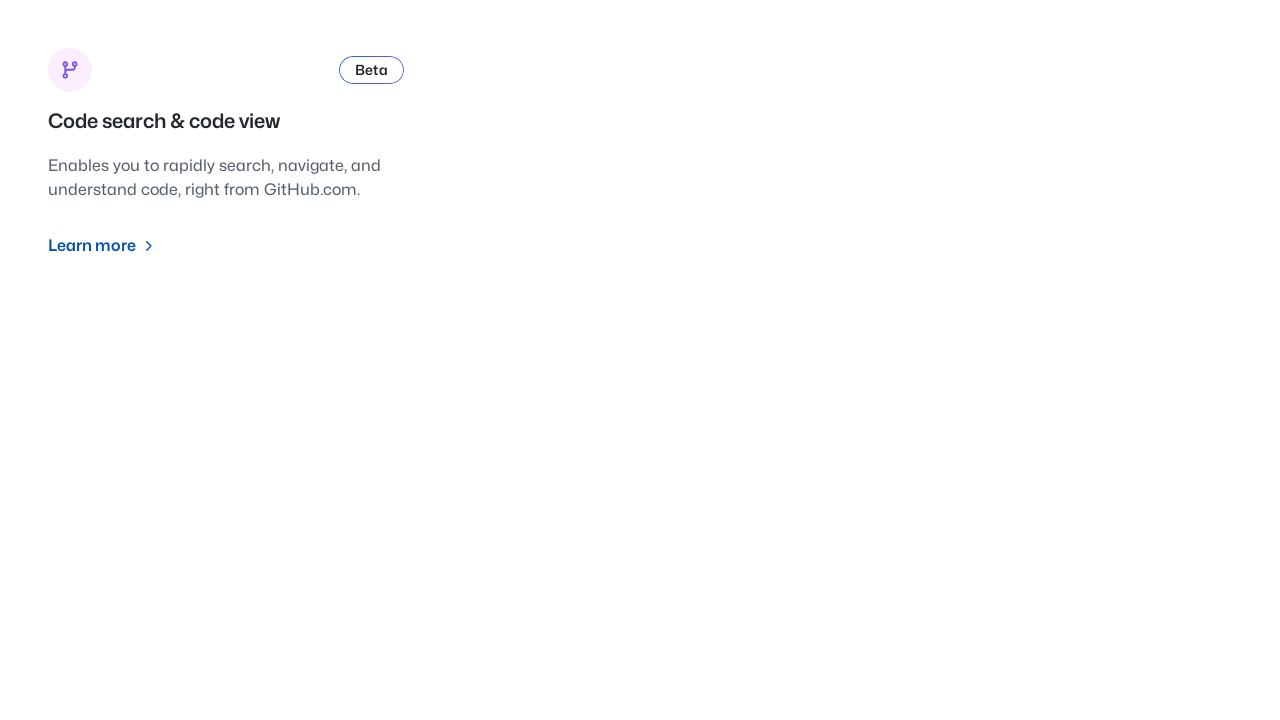 Beta
Code search & code view
Enables you to rapidly search, navigate, and
understand code, right from GitHub.com.
Learn more